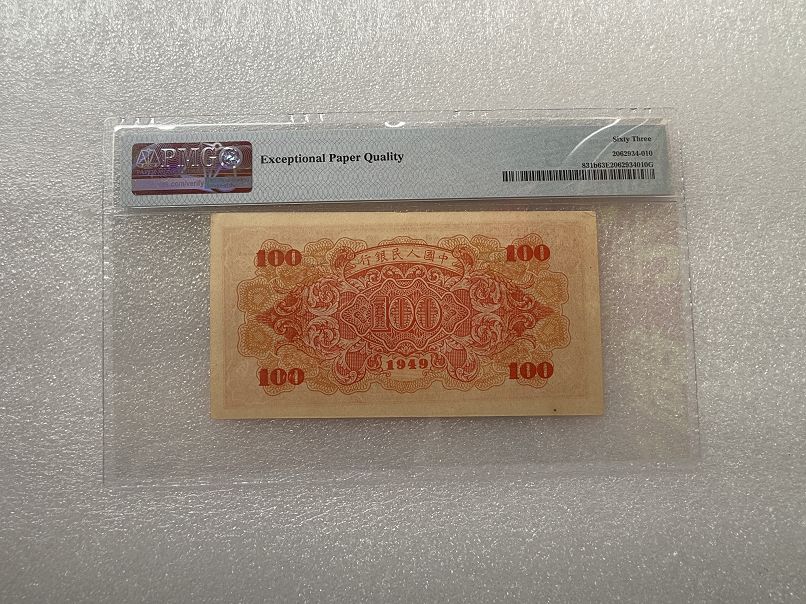 PMG
Exceptional Paper Quality
Sixty Three
2062934-010
831b63E2062934010G
100
行銀民人國中
100
100
100
1949
100